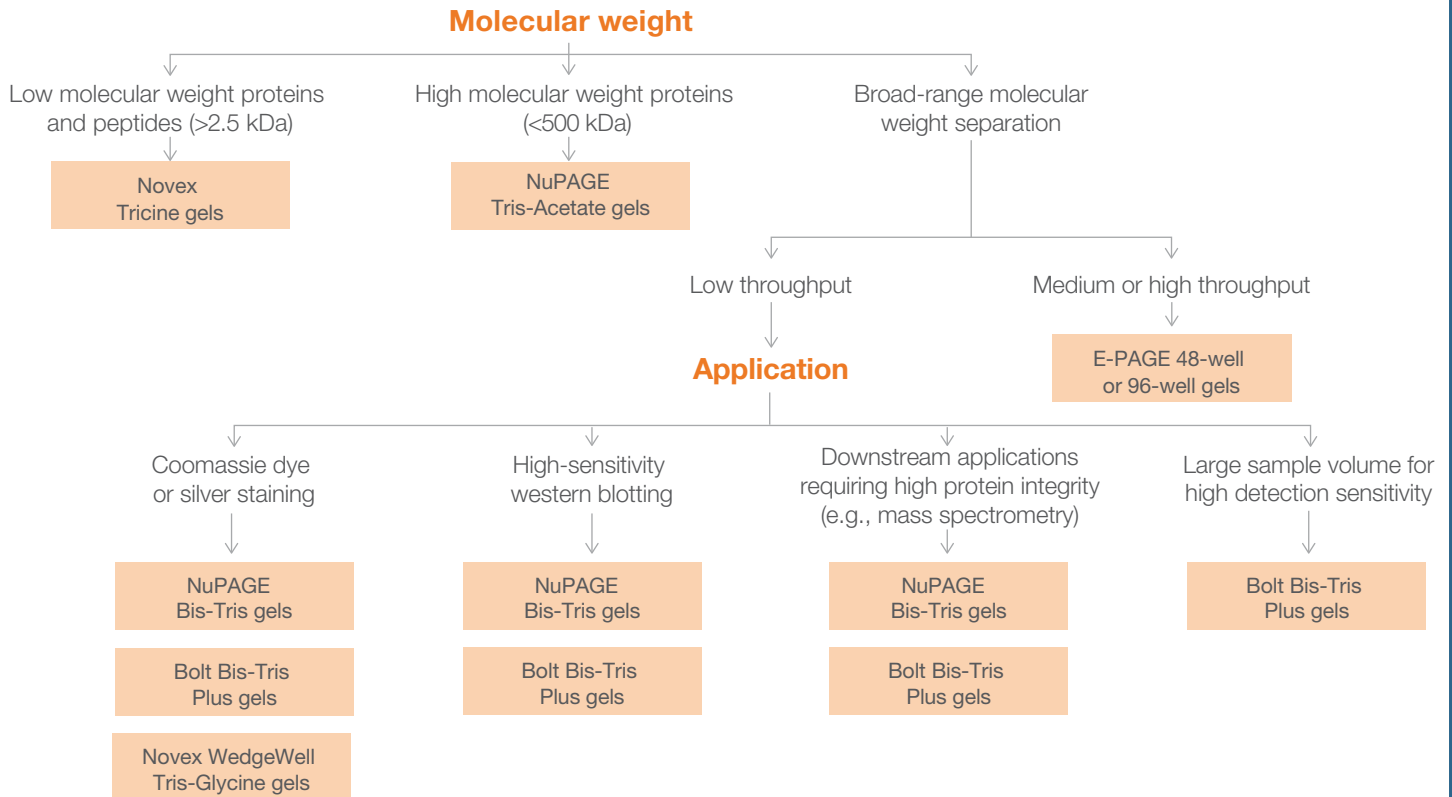 Molecular weight
Low molecular weight proteins
and peptides (>2.5 kDa)
High molecular weight proteins
(<500 kDa)
Broad-range molecular
weight separation
Novex
Tricine gels
NuPAGE
Tris-Acetate gels
Low throughput
Medium or high throughput
E-PAGE 48-well
or 96-well gels
Application
Coomassie dye
or silver staining
High-sensitivity
western blotting
Downstream applications
requiring high protein integrity
(e.g., mass spectrometry)
Large sample volume for
high detection sensitivity
NuPAGE
Bis-Tris gels
NuPAGE
Bis-Tris gels
NuPAGE
Bis-Tris gels
Bolt Bis-Tris
Plus gels
Bolt Bis-Tris
Plus gels
Bolt Bis-Tris
Plus gels
Bolt Bis-Tris
Plus gels
Novex WedgeWell
Tris-Glycine gels